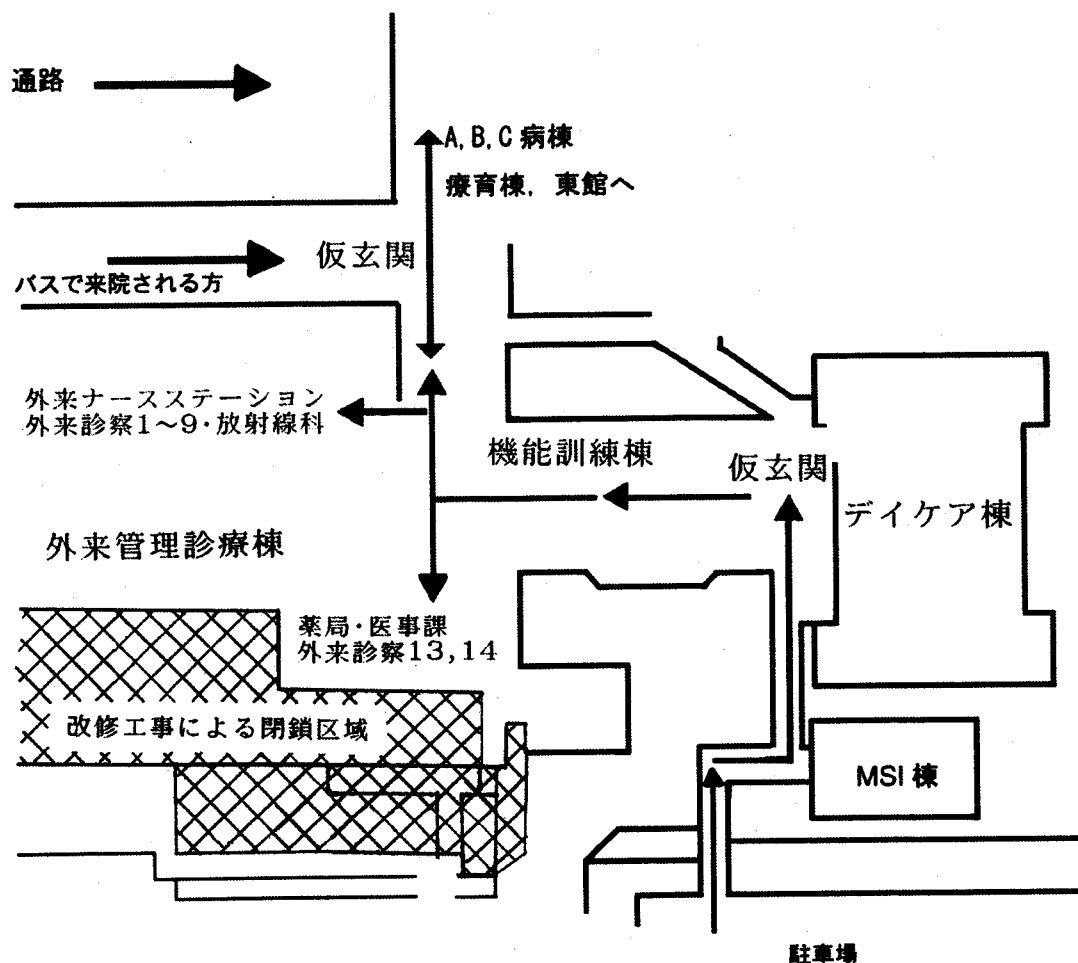 通路
A,B,C 病棟
療育棟, 東館へ
仮玄関
バスで来院される方
外来ナースステーション
外来診察1～9・放射線科
機能訓練棟
仮玄関
デイケア棟
外来管理診療棟
薬局・医事課
外来診察13,14
改修工事による閉鎖区域
MSI 棟
駐車場